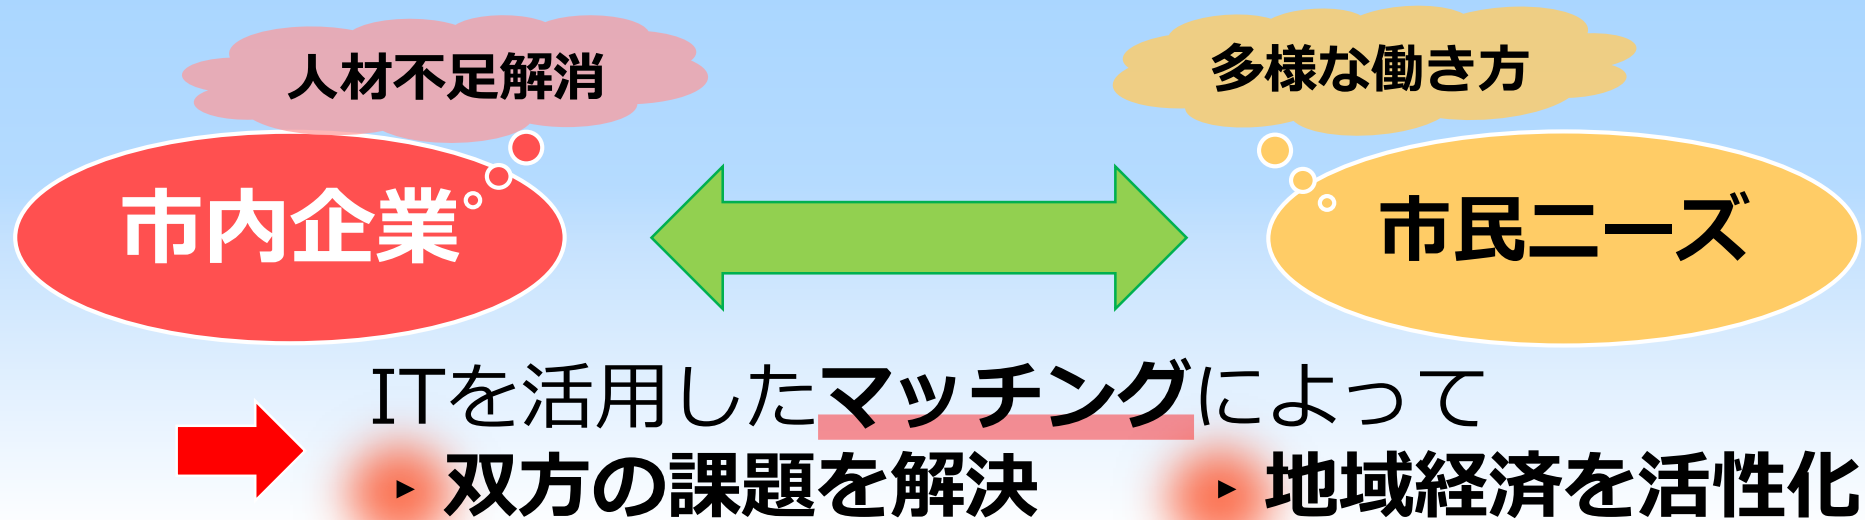 人材不足解消
多様な働き方
市内企業
市民ニーズ
ITを活用したマッチングによって
‣ 双方の課題を解決
‣ 地域経済を活性化